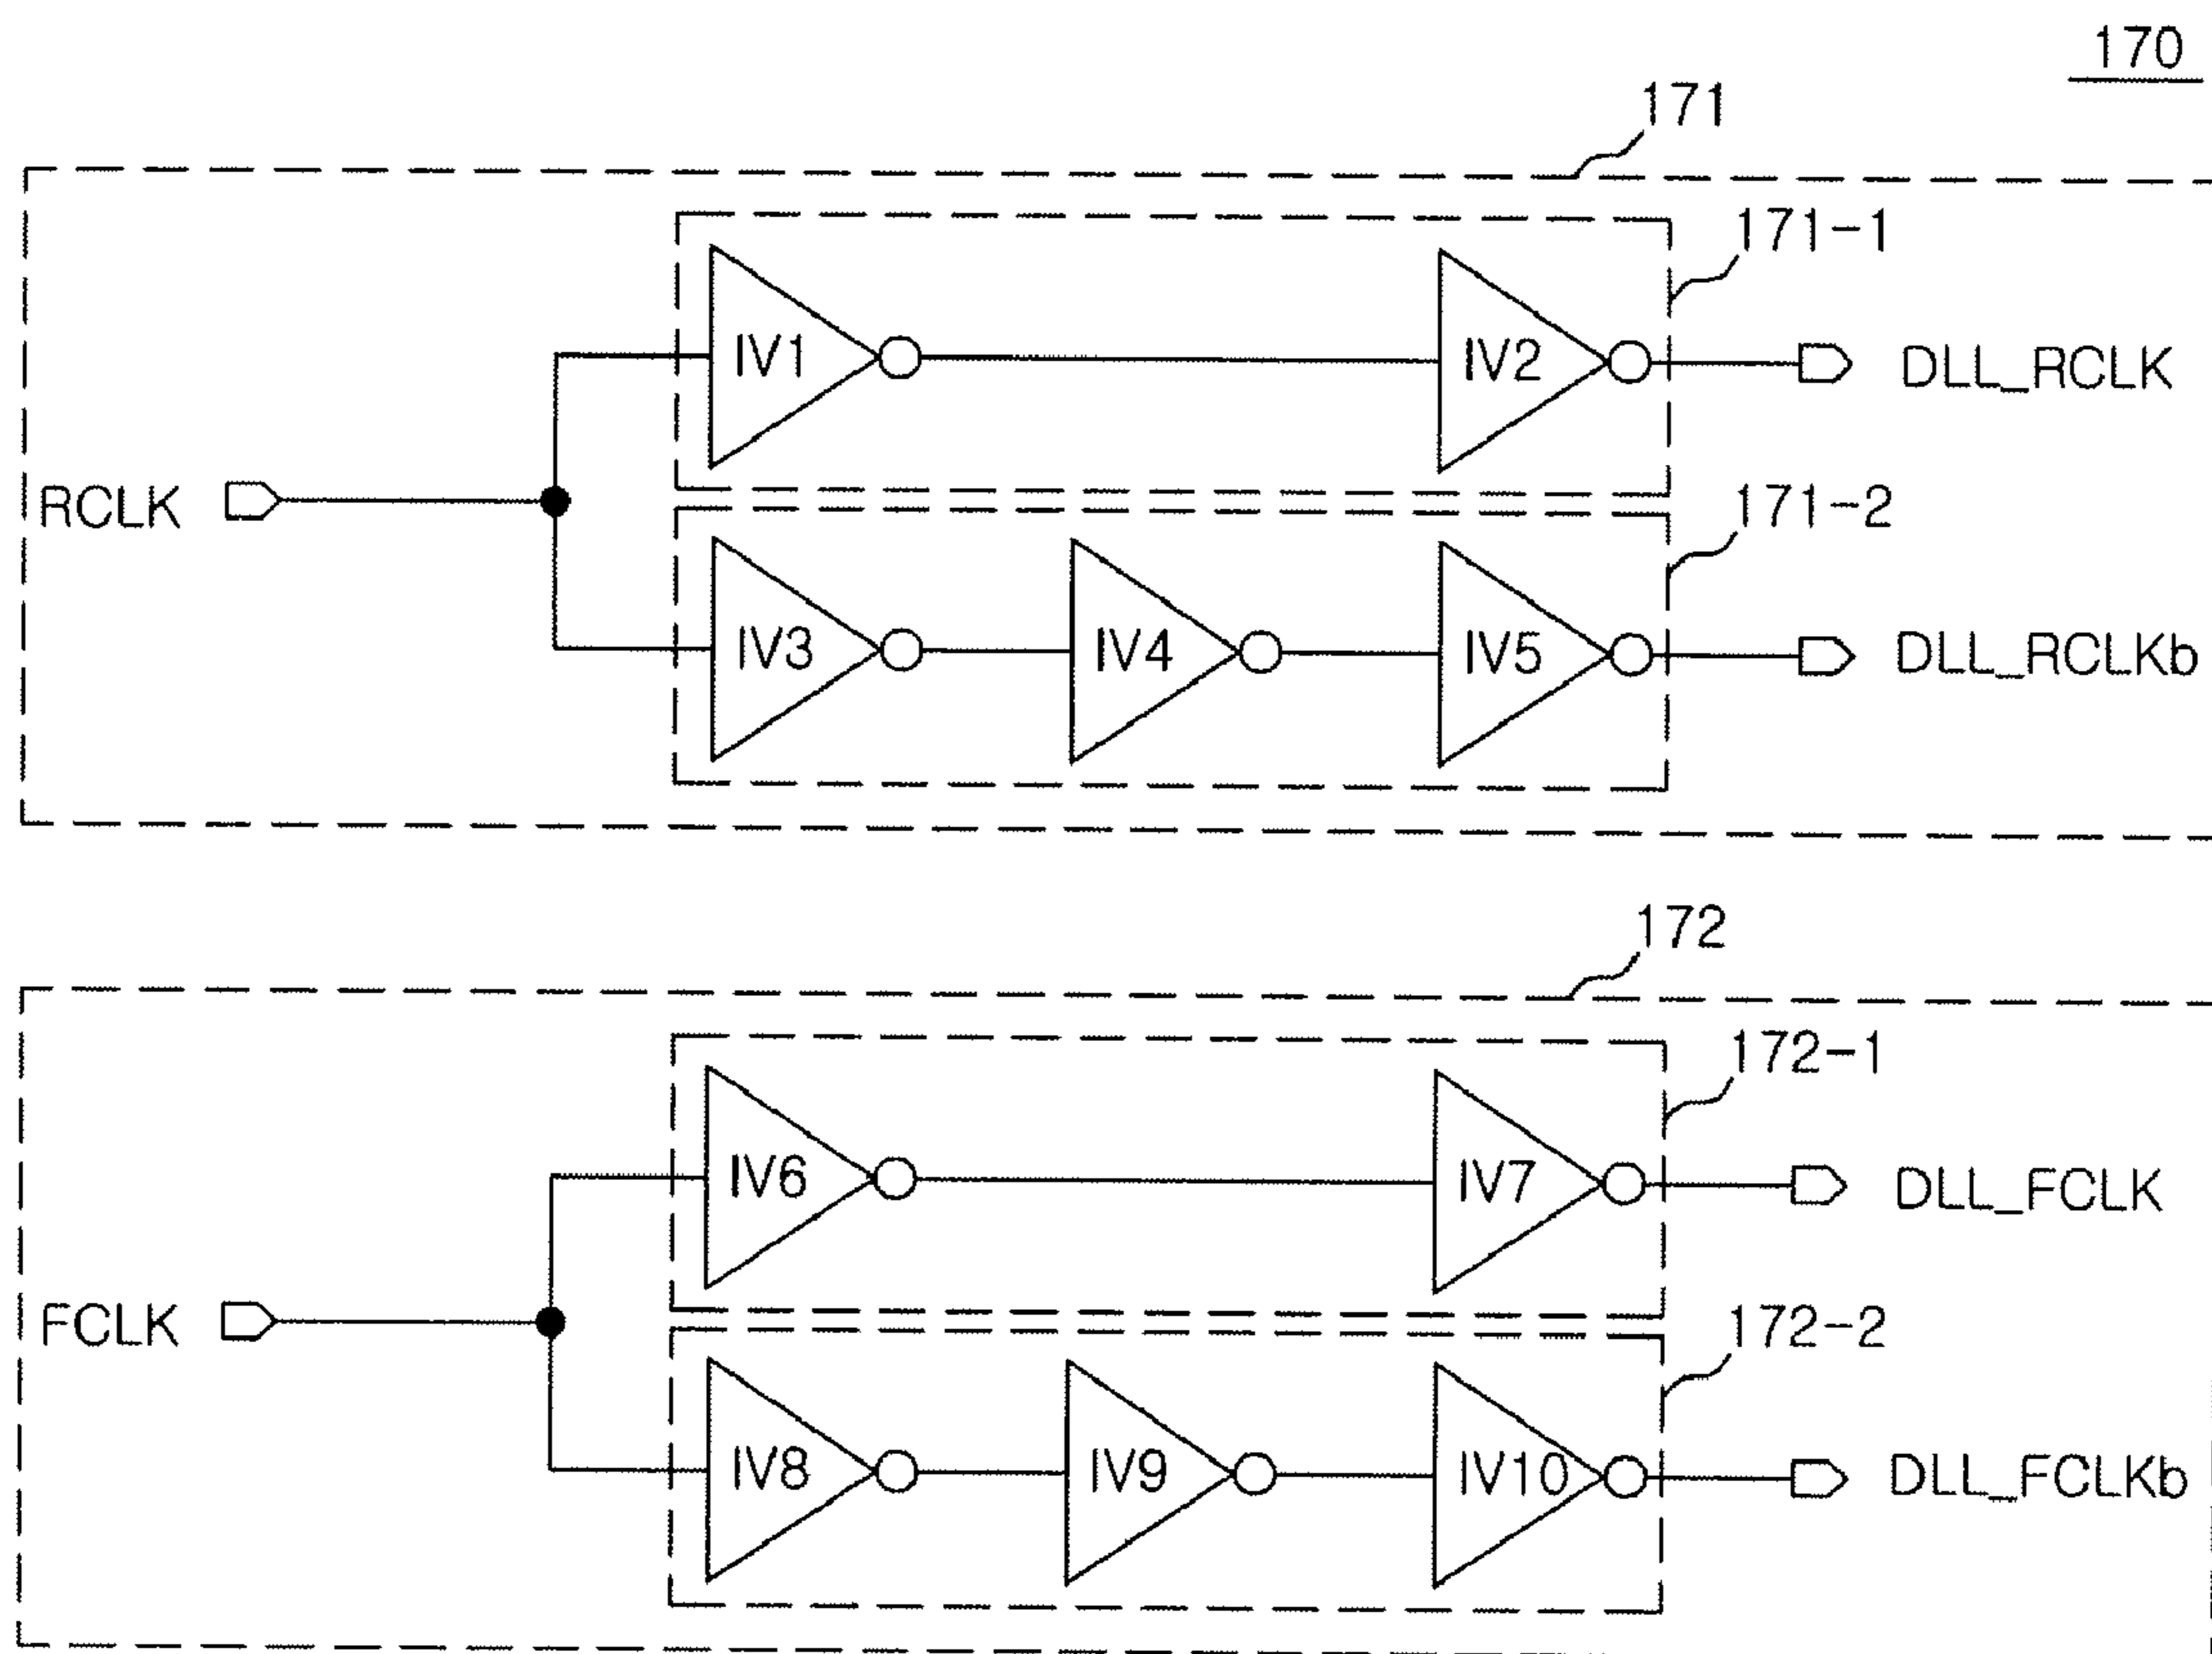 170
171
171-1
IV1
IV2
DLL_RCLK
RCLK
171-2
IV3
IV4
IV5
DLL_RCLKb
172
172-1
IV6
IV7
DLL_FCLK
FCLK
172-2
IV8
IV9
IV10
DLL_FCLKb